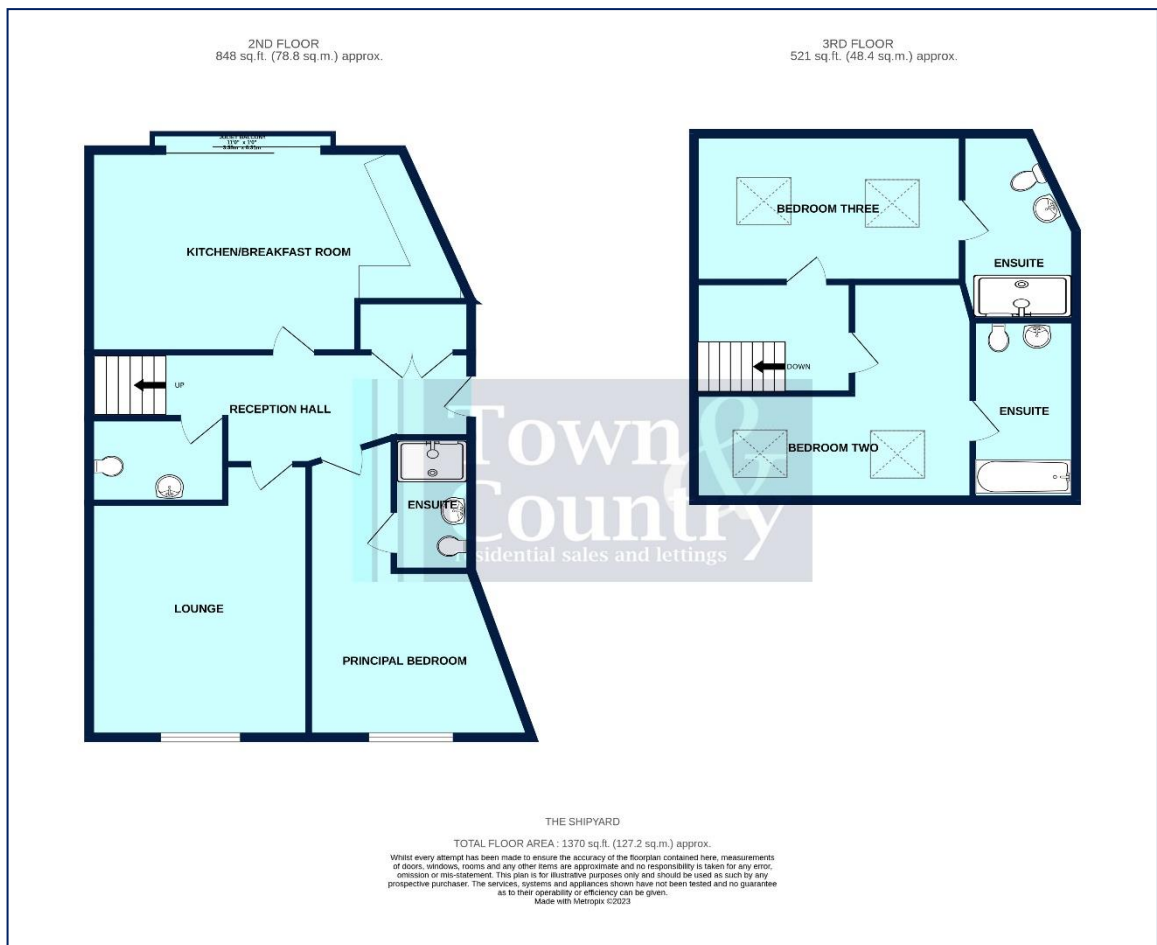 2ND FLOOR
848 sq.ft. (78.8 sq.m.) approx.
3RD FLOOR
521 sq.ft. (48.4 sq.m.) approx.
JULIET BALCONY
11'0" x 1'0"
KITCHEN/BREAKFAST ROOM
UP
RECEPTION HALL
ENSUITE
LOUNGE
PRINCIPAL BEDROOM
BEDROOM THREE
ENSUITE
DOWN
BEDROOM TWO
ENSUITE
Town &
Country
residential sales and lettings
THE SHIPYARD
TOTAL FLOOR AREA : 1370 sq.ft. (127.2 sq.m.) approx.
Whilst every attempt has been made to ensure the accuracy of the floorplan contained here, measurements
of doors, windows, rooms and any other items are approximate and no responsibility is taken for any error,
omission or mis-statement. This plan is for illustrative purposes only and should be used as such by any
prospective purchaser. The services, systems and appliances shown have not been tested and no guarantee
as to their operability or efficiency can be given.
Made with Metropix ©2023